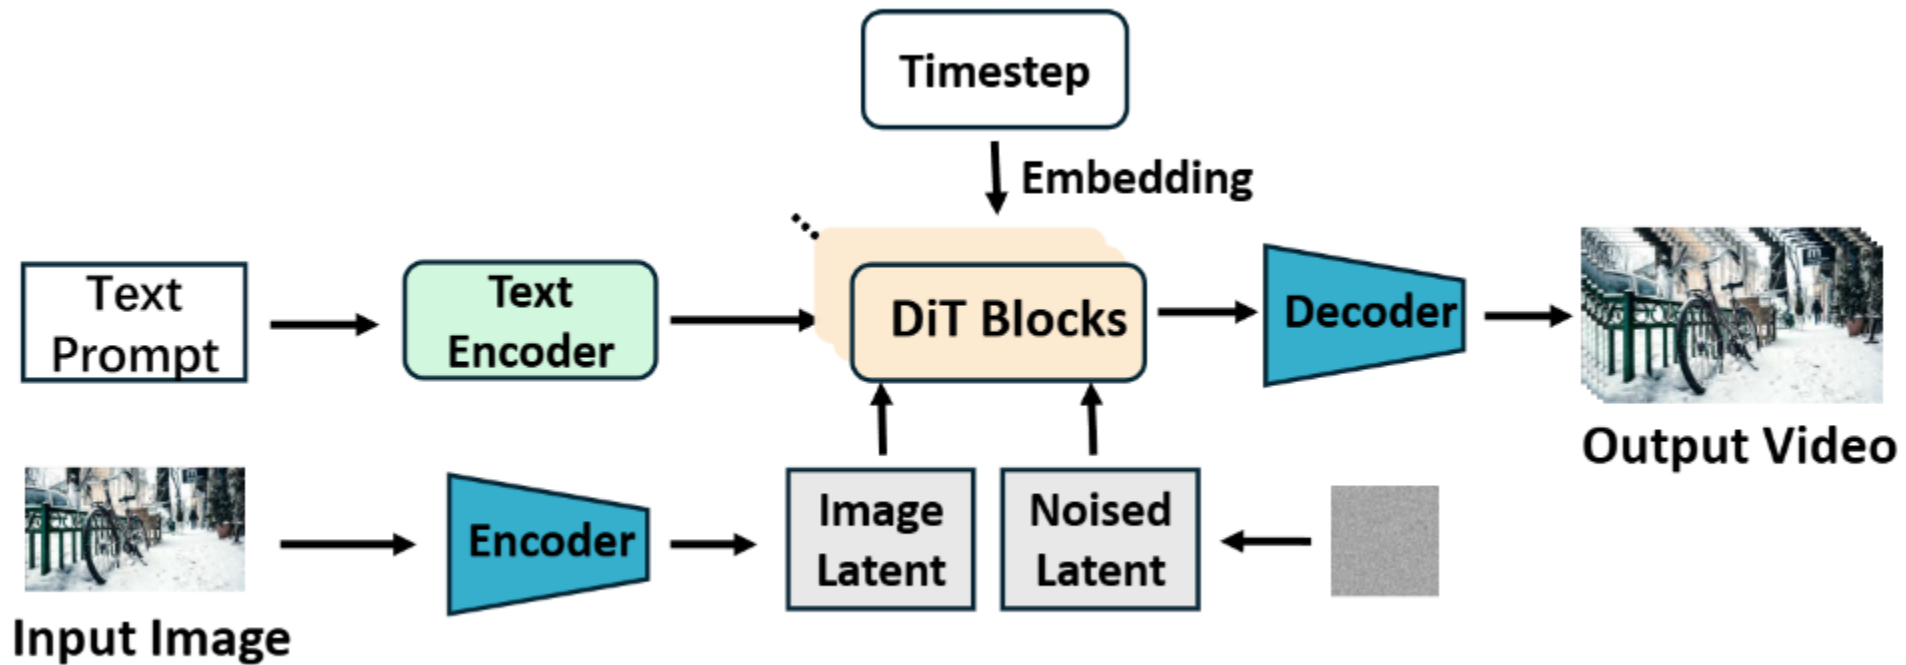 Timestep
Embedding
Text
Prompt
Text
Encoder
DiT Blocks
Decoder
Output Video
Input Image
Encoder
Image
Latent
Noised
Latent